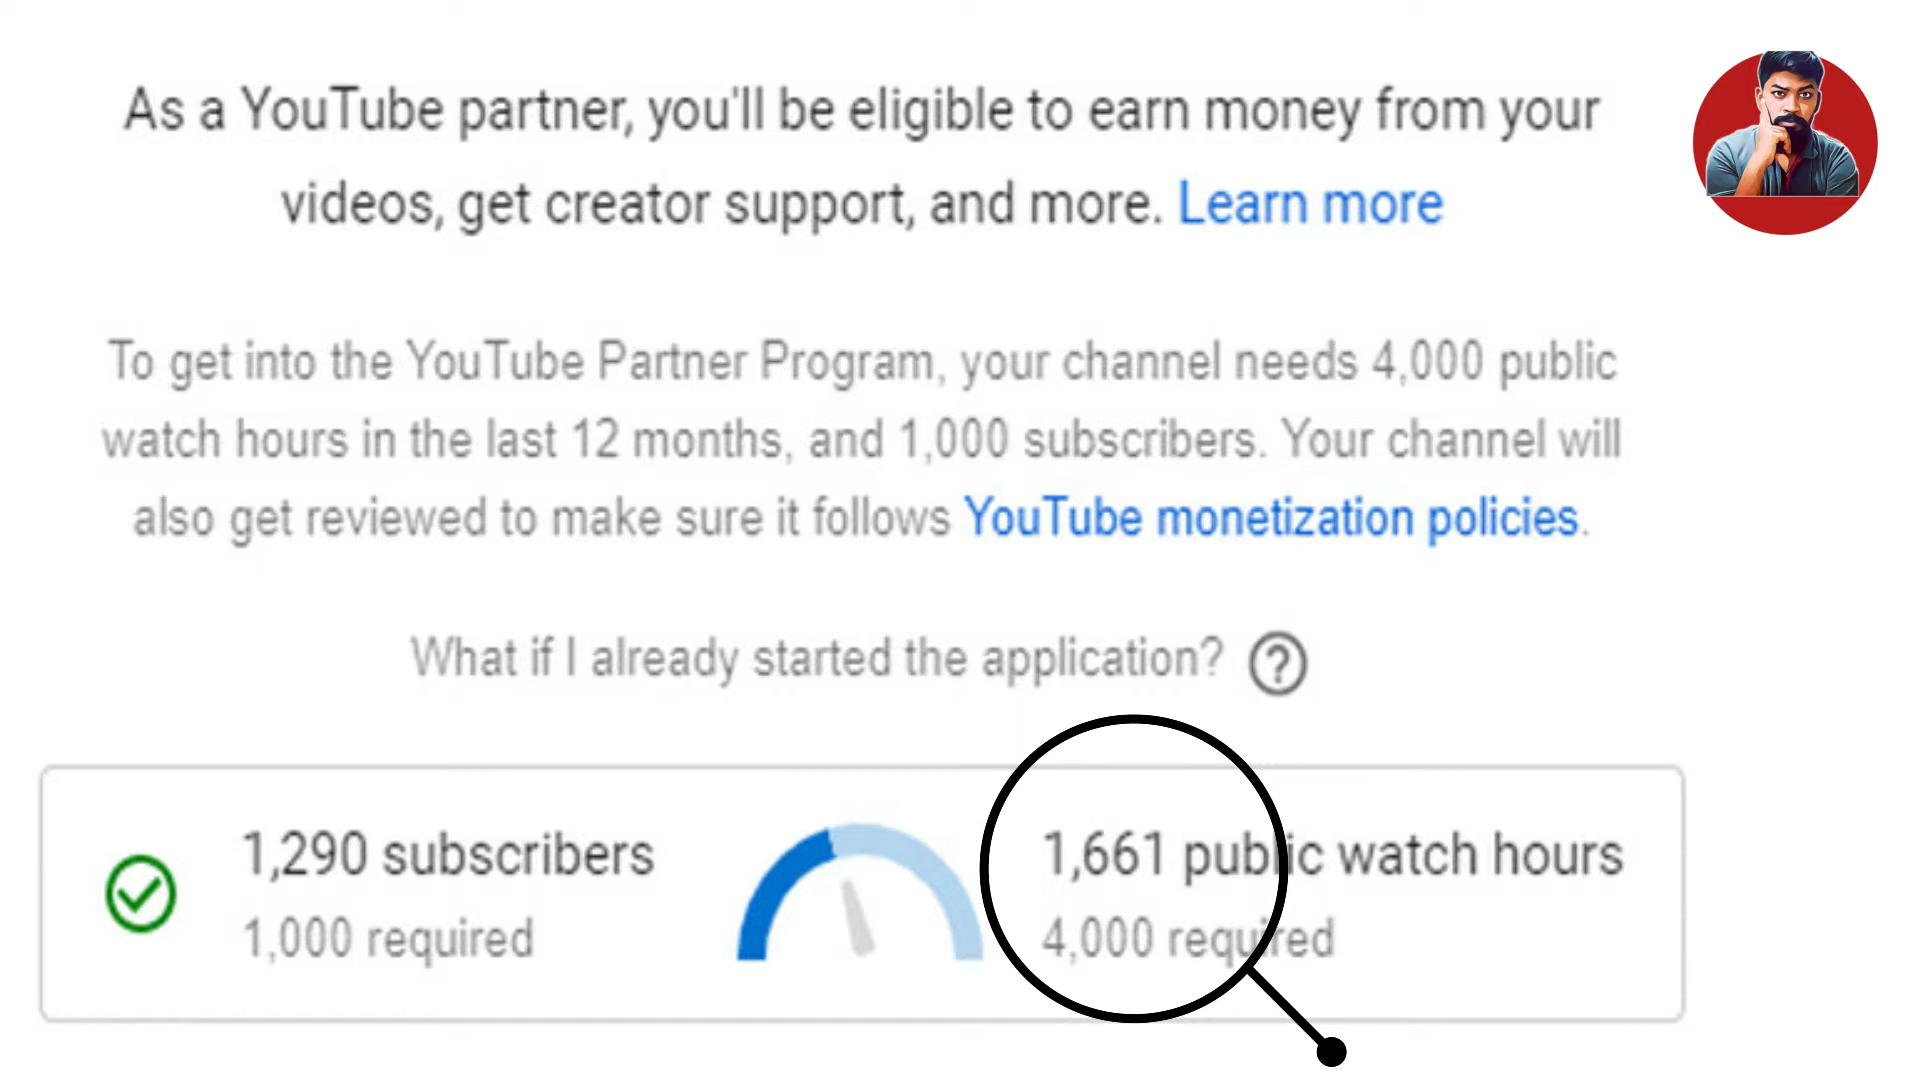 As a YouTube partner, you'll be eligible to earn money from your
videos, get creator support, and more. Learn more
To get into the YouTube Partner Program, your channel needs 4,000 public
watch hours in the last 12 months, and 1,000 subscribers. Your channel will
also get reviewed to make sure it follows YouTube monetization policies.
What if I already started the application? ?
1,290 subscribers
1,000 required
1,661 public watch hours
4,000 required